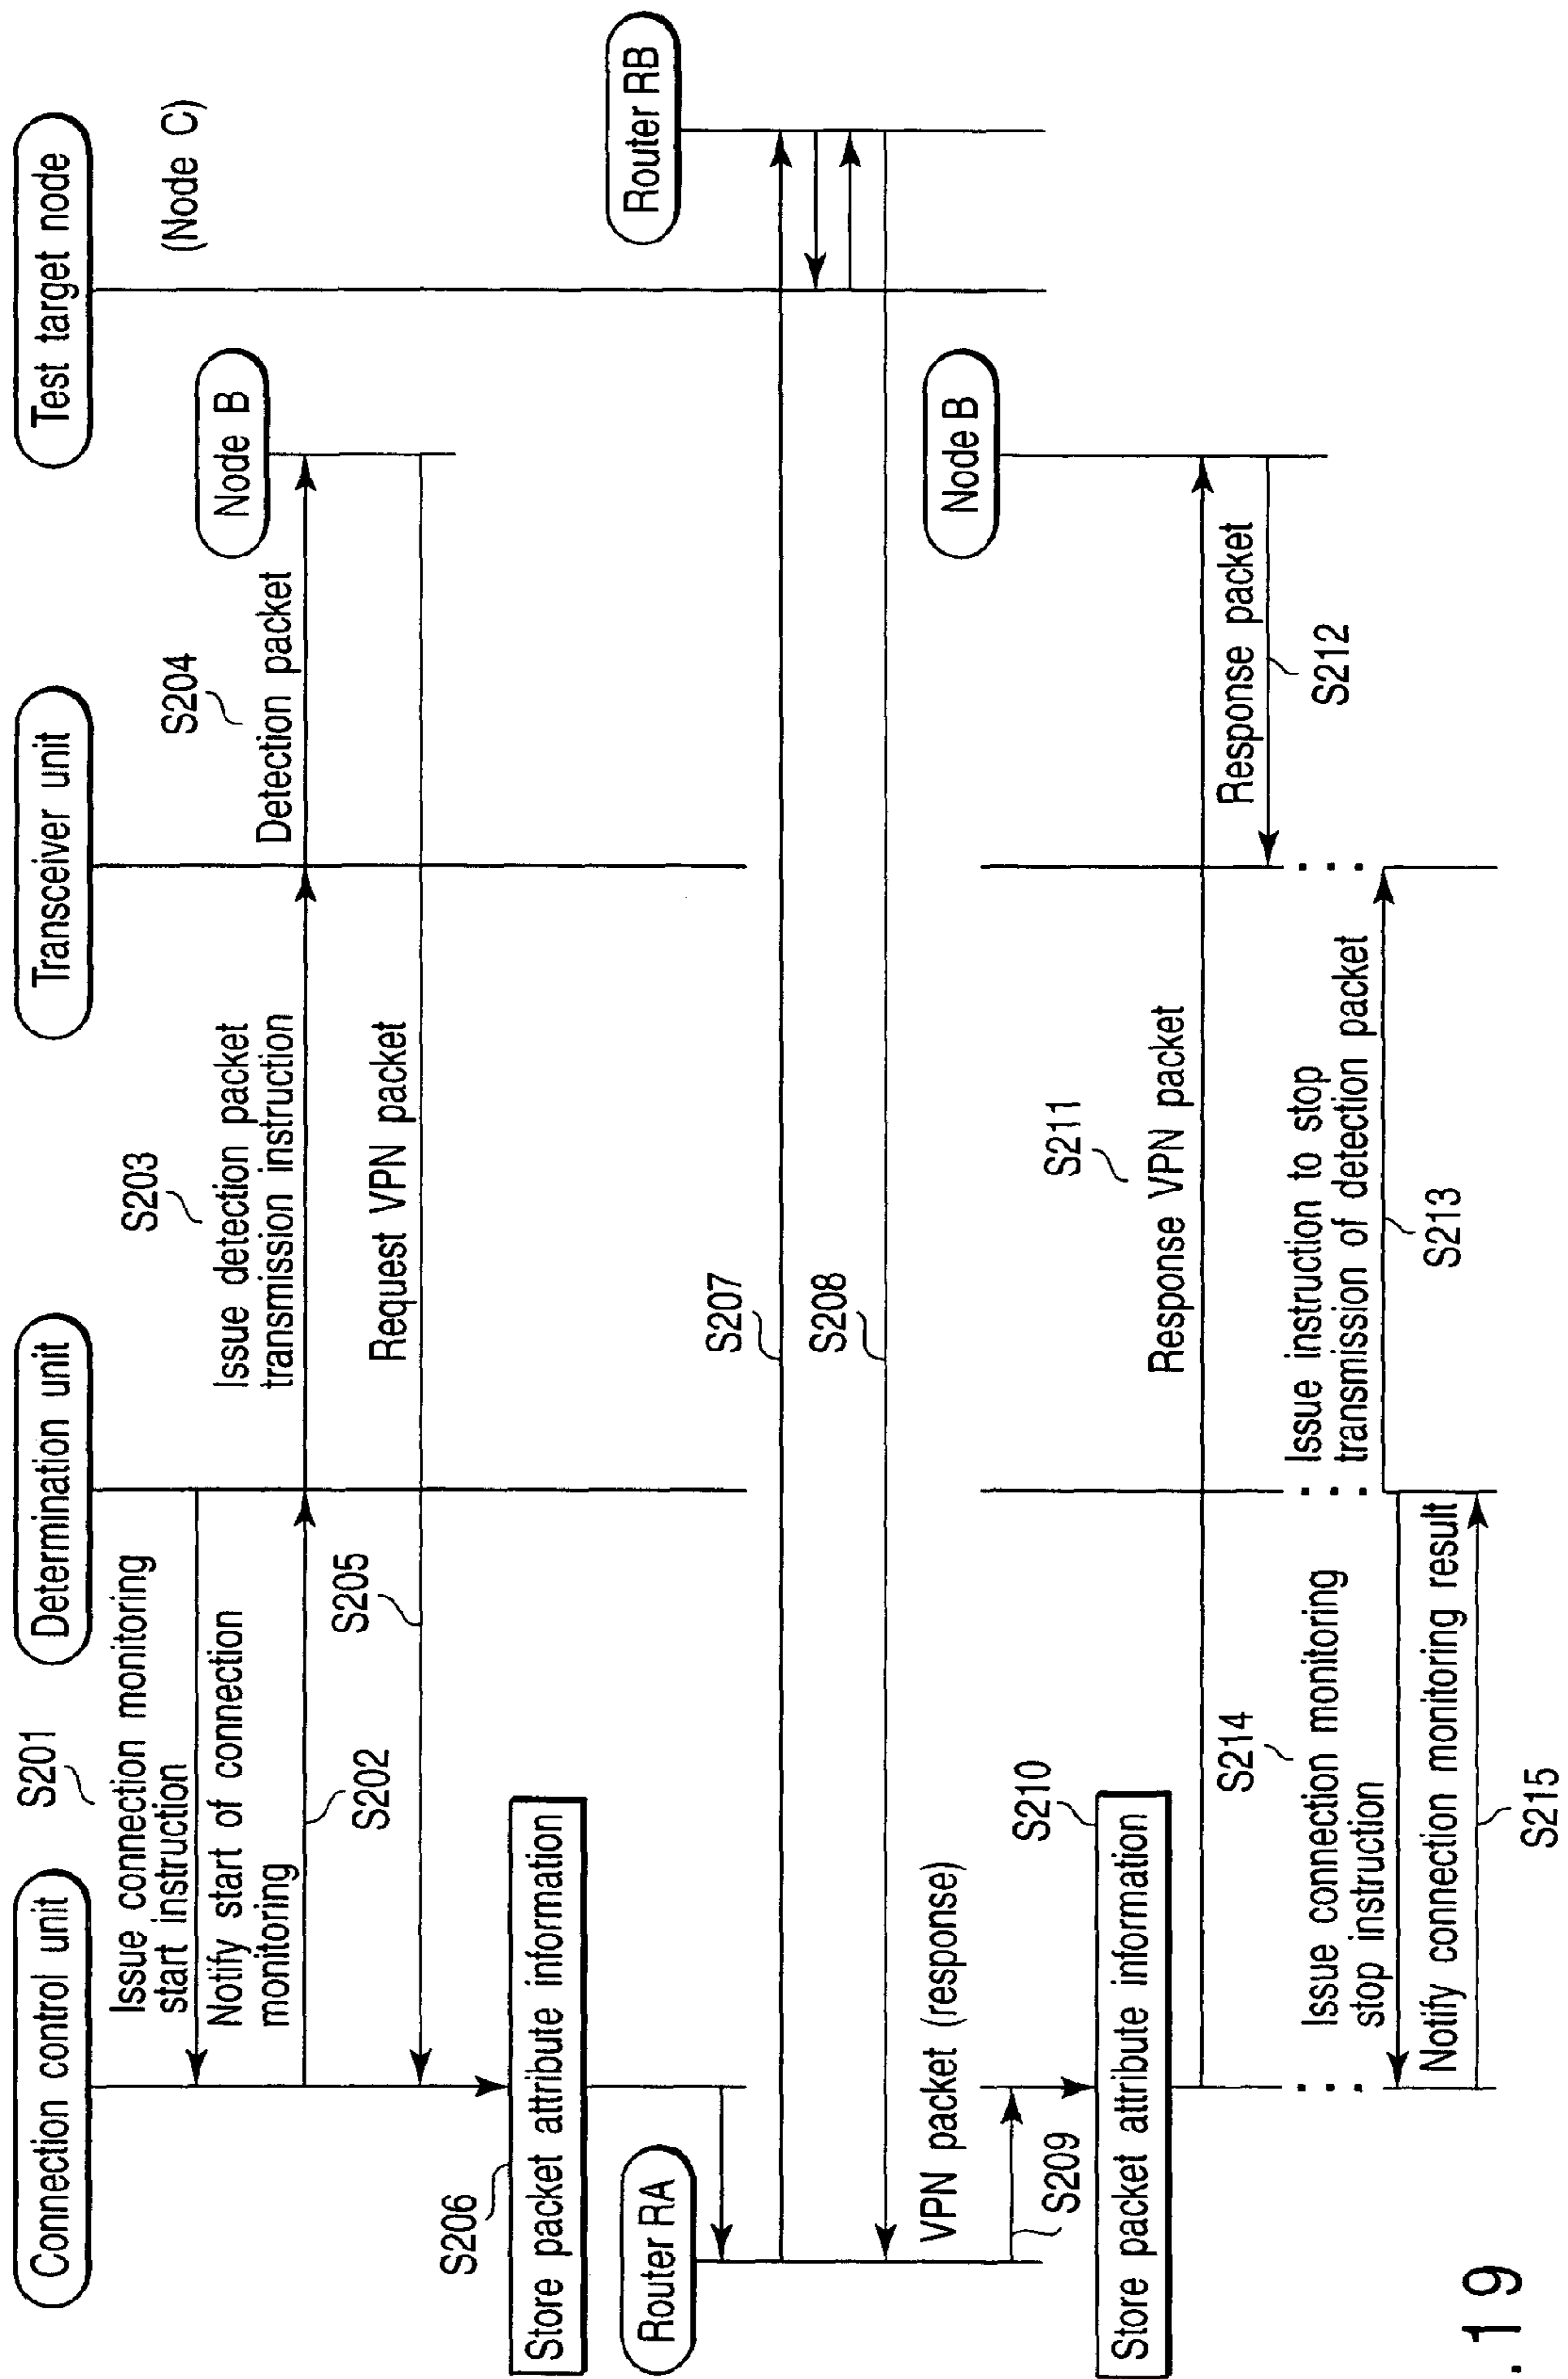 Connection control unit
Determination unit
Transceiver unit
Test target node
(Node C)
S201
Issue connection monitoring
start instruction
Notify start of connection
monitoring
S202
S203
Issue detection packet
transmission instruction
S204
Detection packet
Node B
Request VPN packet
S205
S206
Store packet attribute information
Router RA
Router RB
S207
S208
VPN packet (response)
S209
S210
Store packet attribute information
S211
Response VPN packet
Node B
Response packet
S212
Issue instruction to stop
transmission of detection packet
S213
S214
Issue connection monitoring
stop instruction
Notify connection monitoring result
S215
. 19